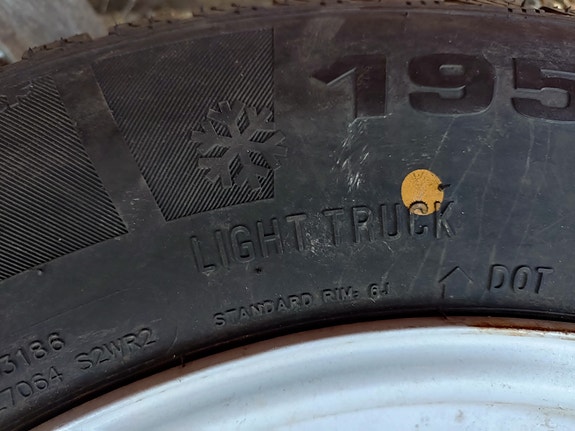 195
LIGHT TRUCK
STANDARD RIM: 6J
DOT
3186
7064 S2WR2